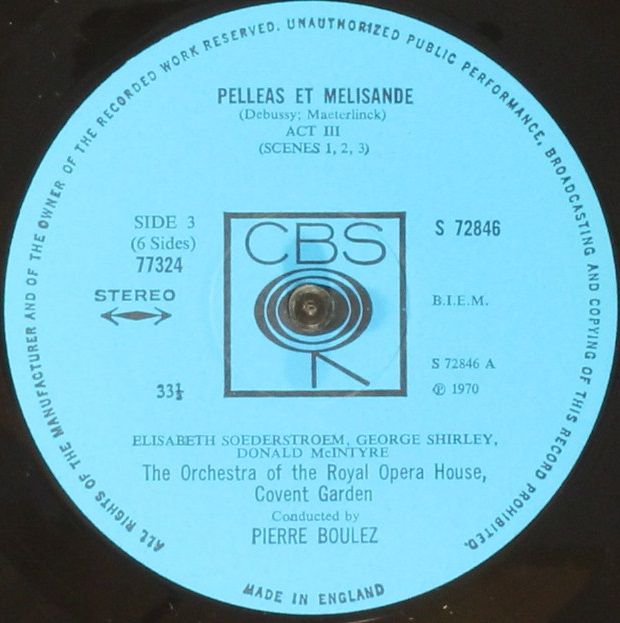 ALL RIGHTS OF THE MANUFACTURER AND OF THE OWNER OF THE RECORDED WORK RESERVED. UNAUTHORIZED PUBLIC PERFORMANCE, BROADCASTING AND COPYING OF THIS RECORD PROHIBITED.
PELLEAS ET MELISANDE
(Debussy; Maeterlinck)
ACT III
(SCENES 1, 2, 3)
SIDE 3
(6 Sides)
77324
STEREO
33⅓
CBS
S 72846
B.I.E.M.
S 72846 A
℗ 1970
ELISABETH SOEDERSTROEM, GEORGE SHIRLEY,
DONALD McINTYRE
The Orchestra of the Royal Opera House,
Covent Garden
Conducted by
PIERRE BOULEZ
MADE IN ENGLAND